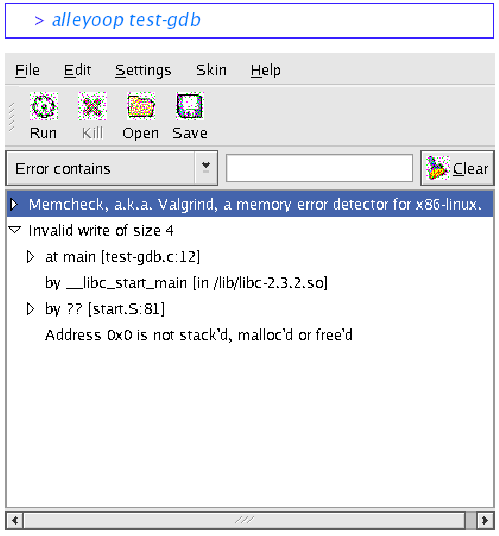 > alleyoop test-gdb
File Edit Settings Skin Help
Run Kill Open Save
Error contains Clear
Memcheck, a.k.a. Valgrind, a memory error detector for x86-linux.
Invalid write of size 4
at main [test-gdb.c:12]
by __libc_start_main [in /lib/libc-2.3.2.so]
by ?? [start.S:81]
Address 0x0 is not stack'd, malloc'd or free'd